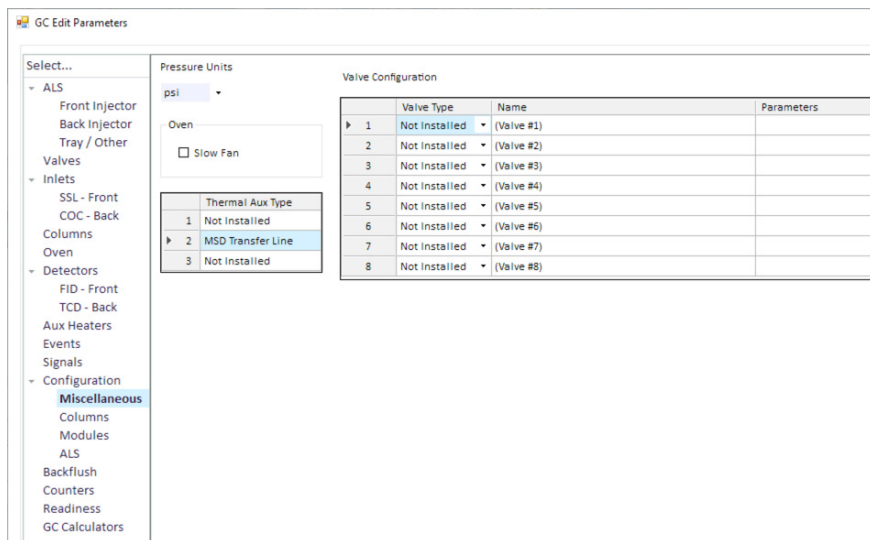 GC Edit Parameters
Select...
ALS
Front Injector
Back Injector
Tray / Other
Valves
Inlets
SSL - Front
COC - Back
Columns
Oven
Detectors
FID - Front
TCD - Back
Aux Heaters
Events
Signals
Configuration
Miscellaneous
Columns
Modules
ALS
Backflush
Counters
Readiness
GC Calculators
Pressure Units
psi
Oven
Slow Fan
Thermal Aux Type
1 Not Installed
2 MSD Transfer Line
3 Not Installed
Valve Configuration
Valve Type Name Parameters
1 Not Installed (Valve #1)
2 Not Installed (Valve #2)
3 Not Installed (Valve #3)
4 Not Installed (Valve #4)
5 Not Installed (Valve #5)
6 Not Installed (Valve #6)
7 Not Installed (Valve #7)
8 Not Installed (Valve #8)